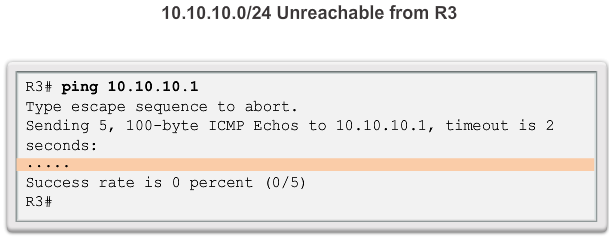 10.10.10.0/24 Unreachable from R3
R3# ping 10.10.10.1
Type escape sequence to abort.
Sending 5, 100-byte ICMP Echos to 10.10.10.1, timeout is 2
seconds:
.....
Success rate is 0 percent (0/5)
R3#